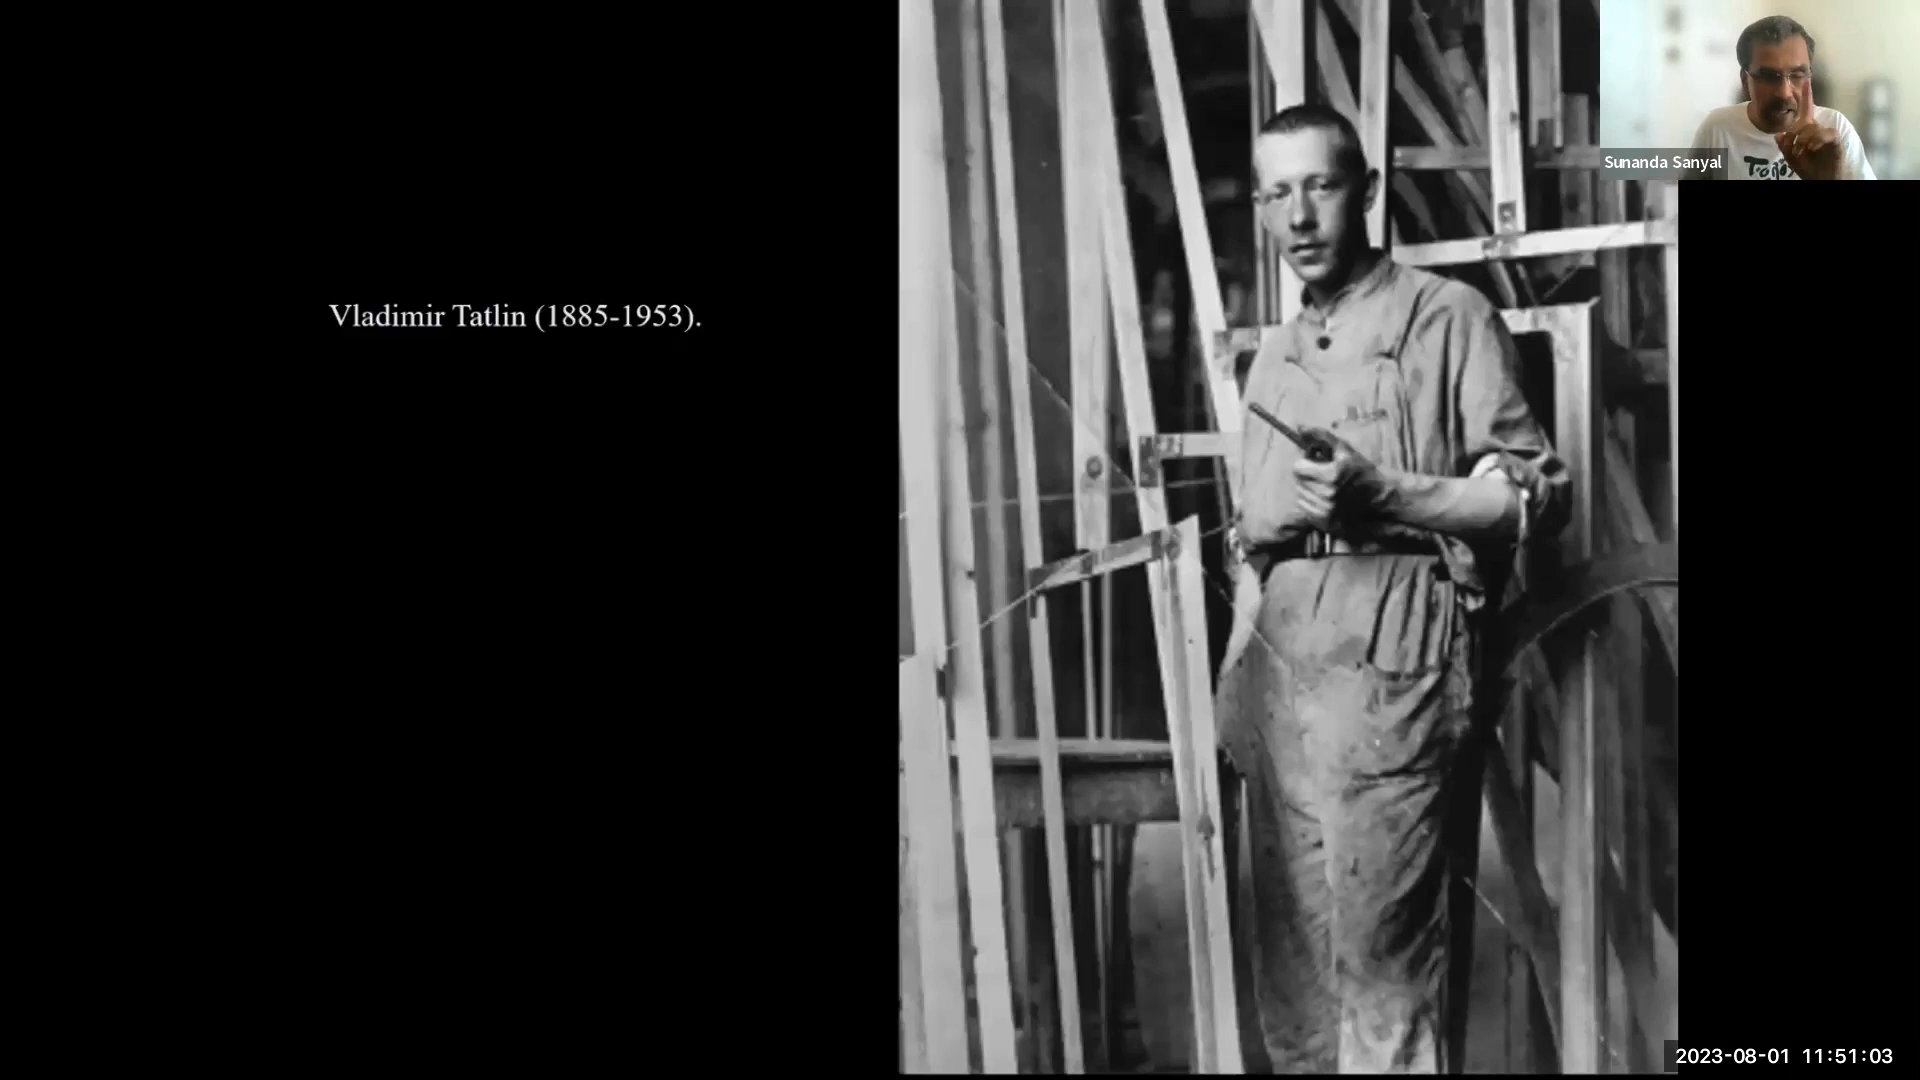 Vladimir Tatlin (1885-1953).
Sunanda Sanyal
2023-08-01 11:51:03